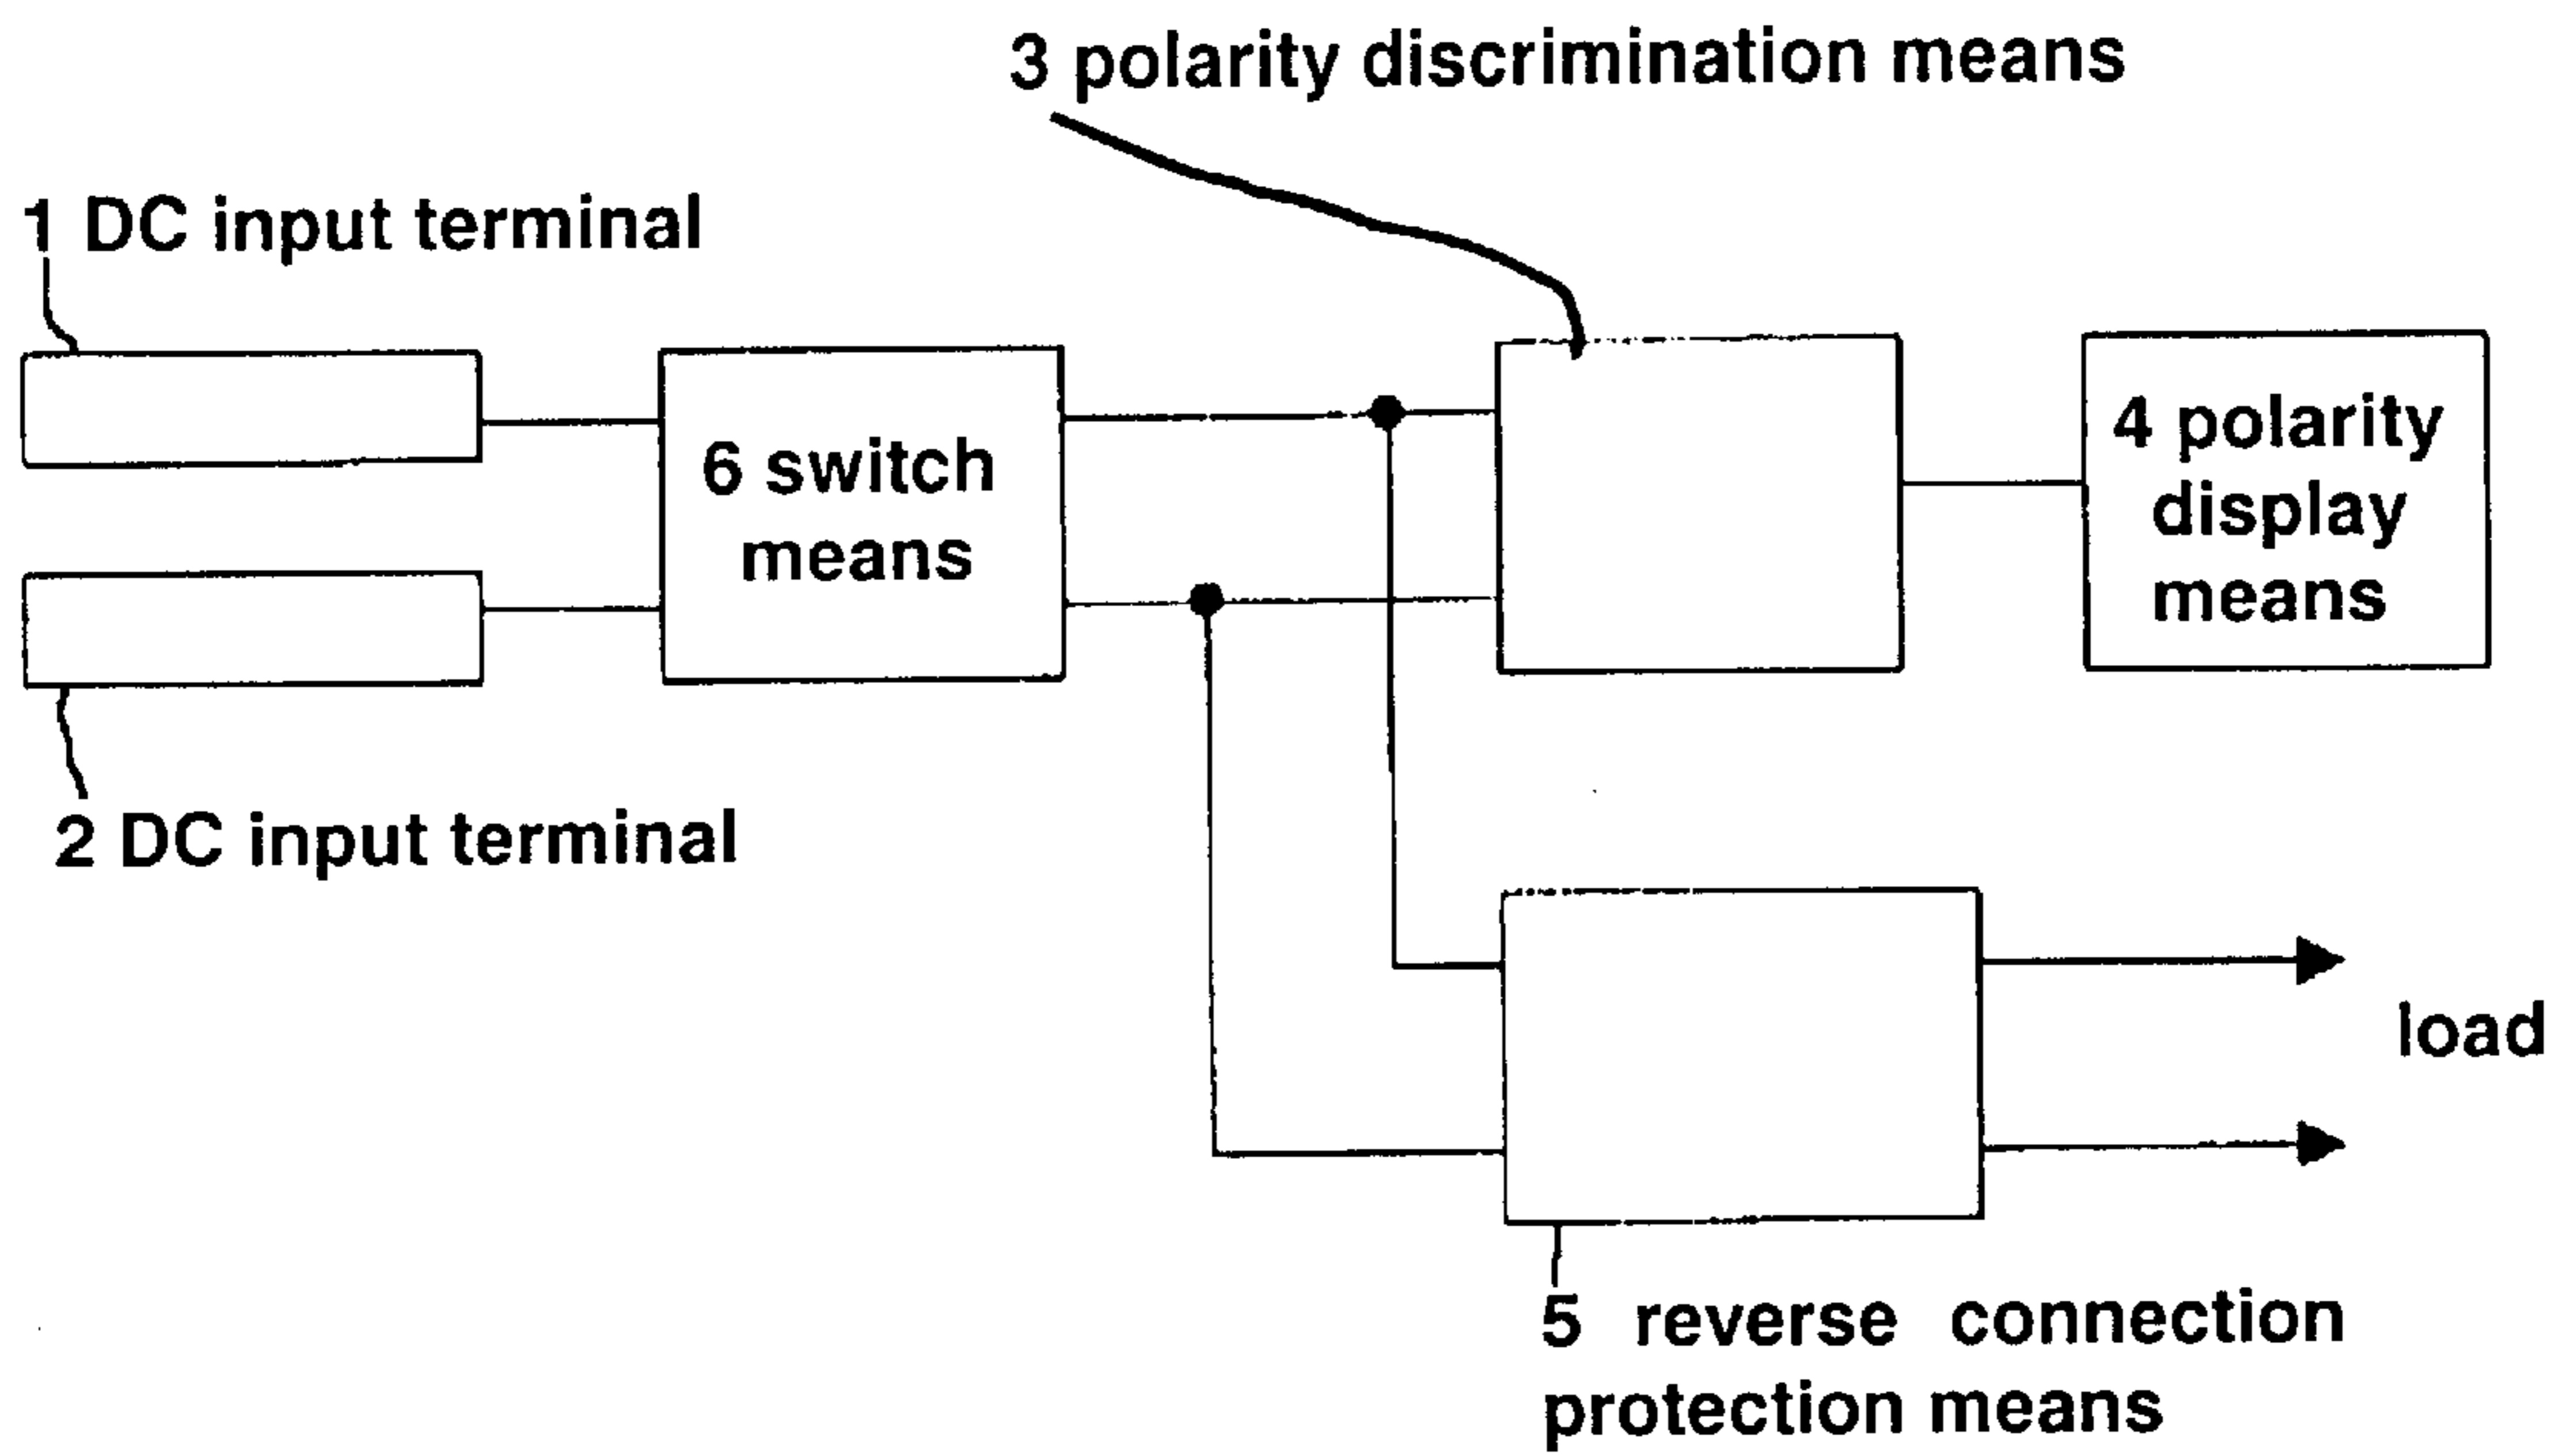 3 polarity discrimination means
1 DC input terminal
6 switch
means
4 polarity
display
means
2 DC input terminal
load
5 reverse connection
protection means